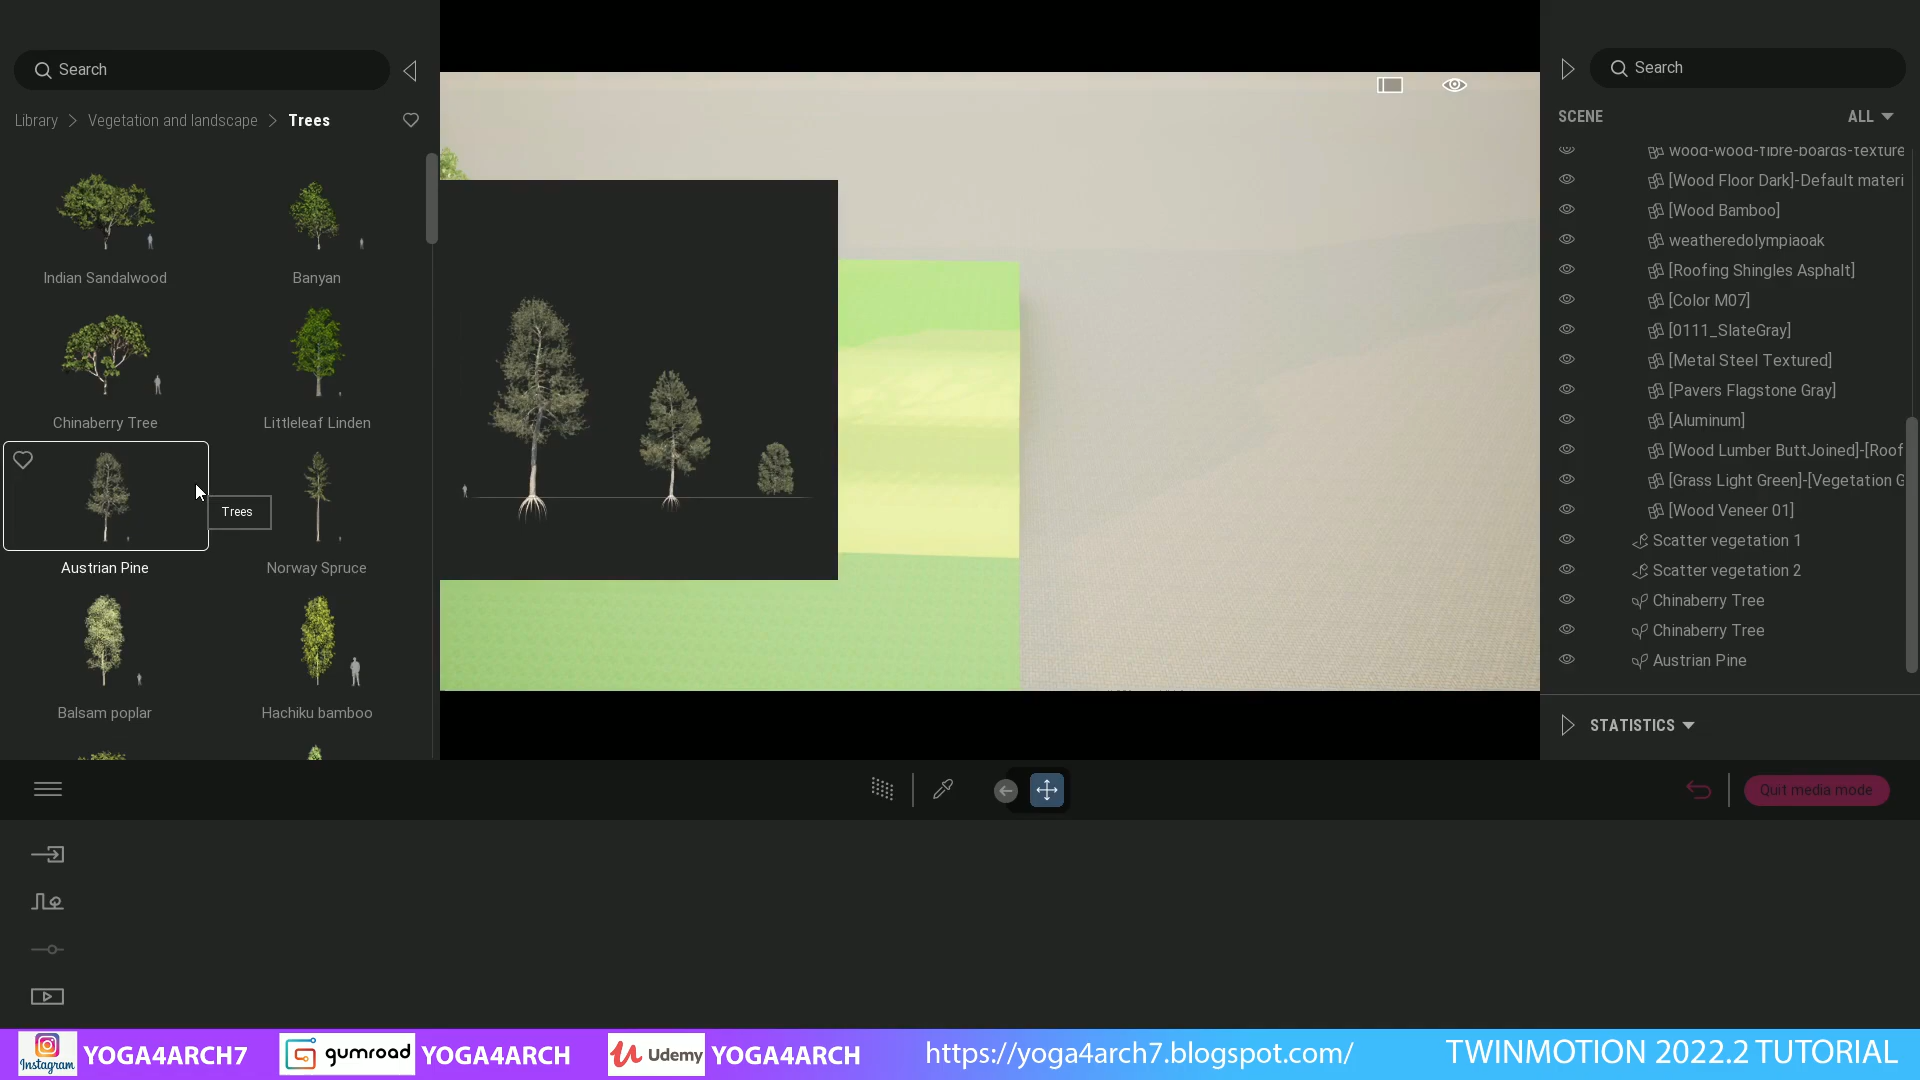 Search
Library > Vegetation and landscape > Trees
Indian Sandalwood
Banyan
Chinaberry Tree
Littleleaf Linden
Trees
Austrian Pine
Norway Spruce
Balsam poplar
Hachiku bamboo
Search
SCENE
ALL
wood-wood-fibre-boards-texture
[Wood Floor Dark]-Default materi
[Wood Bamboo]
weatheredolympiaoak
[Roofing Shingles Asphalt]
[Color M07]
[0111_SlateGray]
[Metal Steel Textured]
[Pavers Flagstone Gray]
[Aluminum]
[Wood Lumber ButtJoined]-[Roof
[Grass Light Green]-[Vegetation G
[Wood Veneer 01]
Scatter vegetation 1
Scatter vegetation 2
Chinaberry Tree
Chinaberry Tree
Austrian Pine
STATISTICS
Quit media mode
Instagram YOGA4ARCH7
gumroad YOGA4ARCH
Udemy YOGA4ARCH
https://yoga4arch7.blogspot.com/
TWINMOTION 2022.2 TUTORIAL